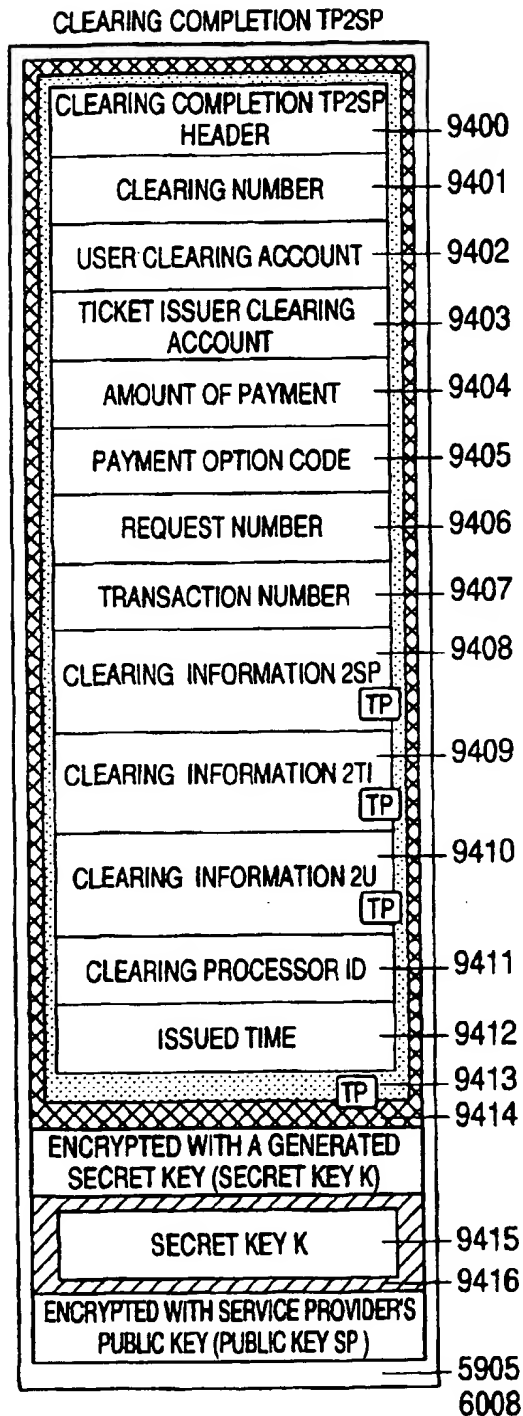 CLEARING COMPLETION TP2SP
CLEARING COMPLETION TP2SP
HEADER
9400
CLEARING NUMBER
9401
USER CLEARING ACCOUNT
9402
TICKET ISSUER CLEARING
ACCOUNT
9403
AMOUNT OF PAYMENT
9404
PAYMENT OPTION CODE
9405
REQUEST NUMBER
9406
TRANSACTION NUMBER
9407
9408
CLEARING INFORMATION 2SP
TP
9409
CLEARING INFORMATION 2TI
TP
9410
CLEARING INFORMATION 2U
TP
CLEARING PROCESSOR ID
9411
ISSUED TIME
9412
TP
9413
9414
ENCRYPTED WITH A GENERATED
SECRET KEY (SECRET KEY K)
SECRET KEY K
9415
9416
ENCRYPTED WITH SERVICE PROVIDER'S
PUBLIC KEY (PUBLIC KEY SP )
5905
6008